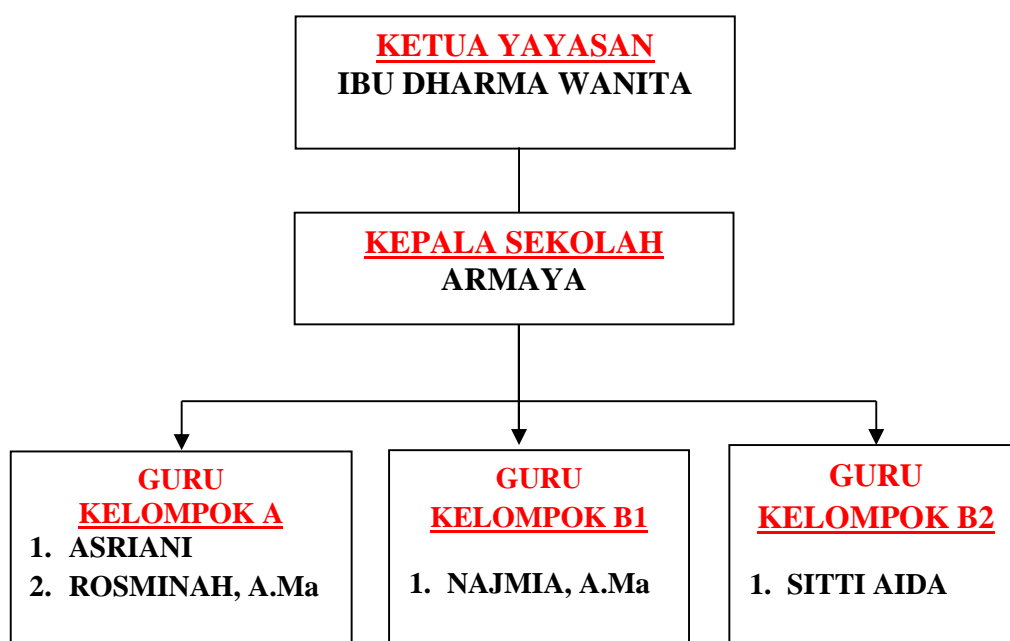 KETUA YAYASAN
IBU DHARMA WANITA
KEPALA SEKOLAH
ARMAYA
GURU
KELOMPOK A
1. ASRIANI
2. ROSMINAH, A.Ma
GURU
KELOMPOK B1
1. NAJMIA, A.Ma
GURU
KELOMPOK B2
1. SITTI AIDA